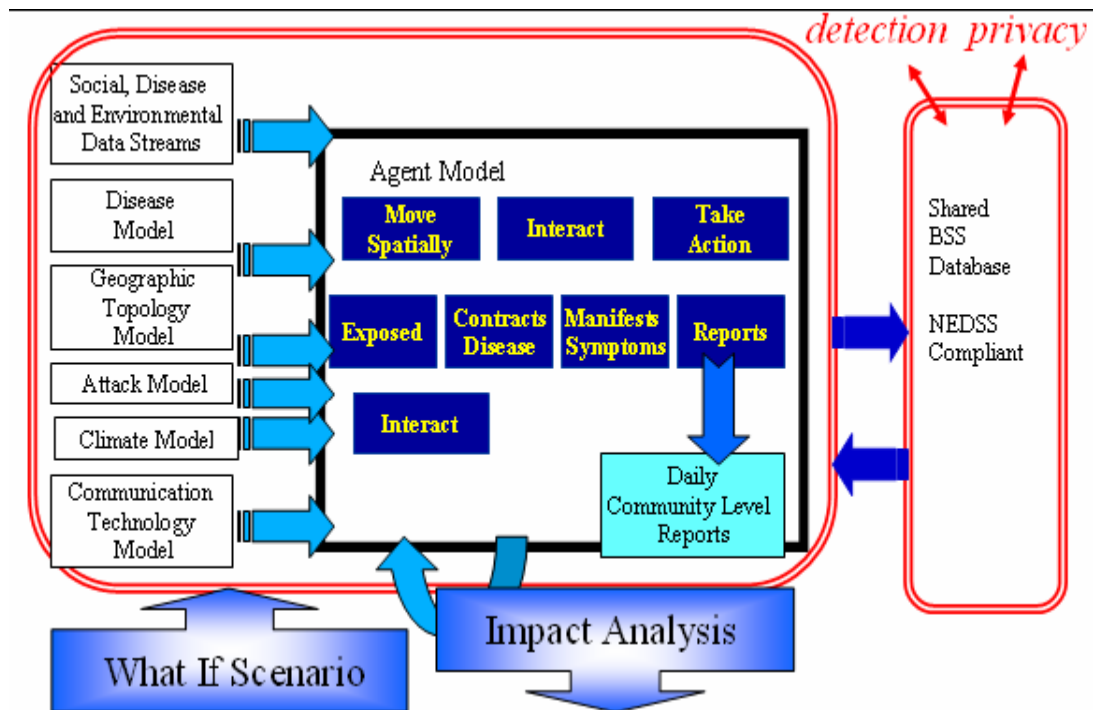 detection privacy
Social, Disease
and Environmental
Data Streams
Disease
Model
Geographic
Topology
Model
Attack Model
Climate Model
Communication
Technology
Model
Agent Model
Move
Spatially
Interact
Take
Action
Exposed
Contracts
Disease
Manifests
Symptoms
Reports
Interact
Daily
Community Level
Reports
Shared
BSS
Database
NEDSS
Compliant
What If Scenario
Impact Analysis